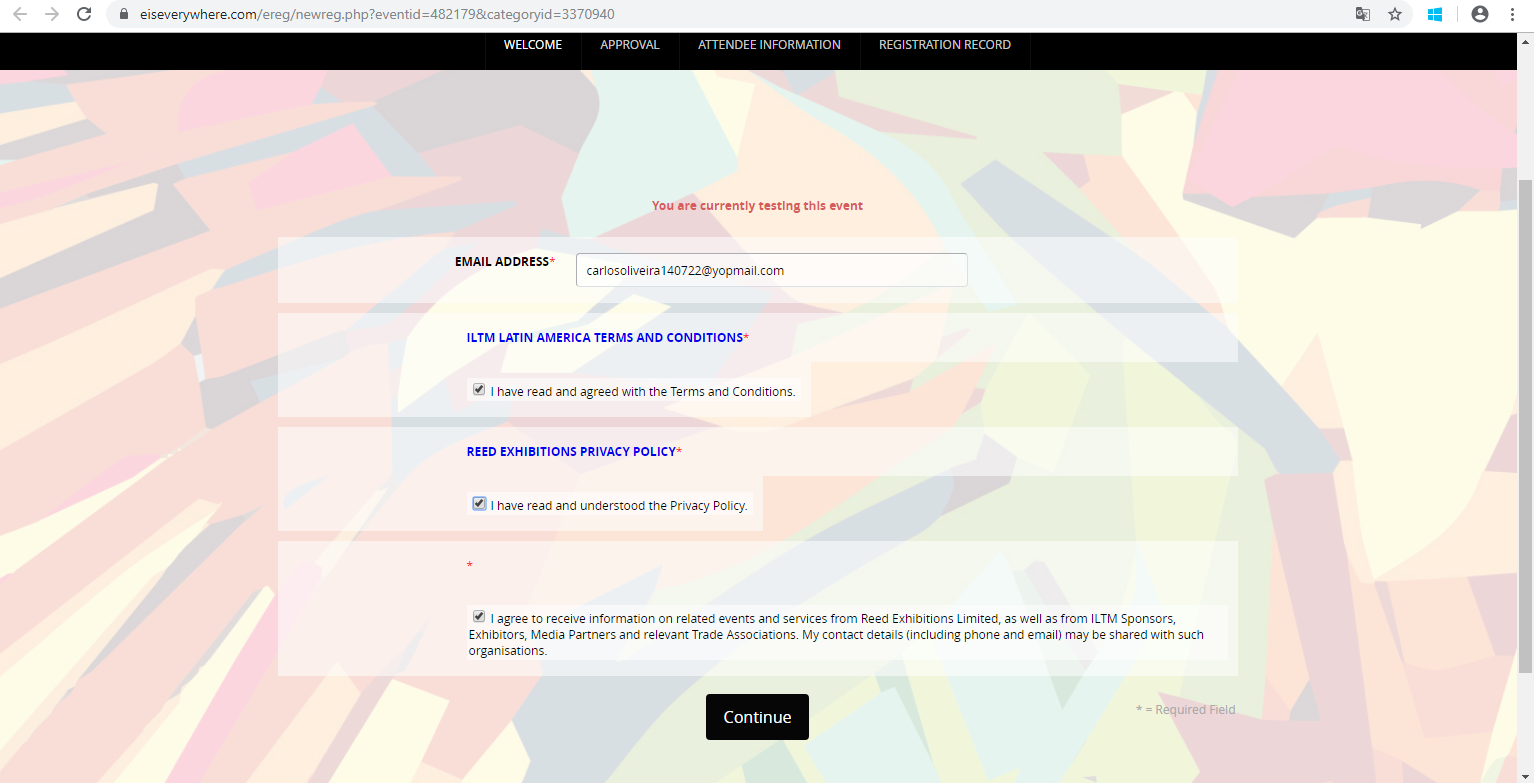 eiseverywhere.com/ereg/newreg.php?eventid=482179&categoryid=3370940
WELCOME APPROVAL ATTENDEE INFORMATION REGISTRATION RECORD
You are currently testing this event
EMAIL ADDRESS* carlosoliveira140722@yopmail.com
ILTM LATIN AMERICA TERMS AND CONDITIONS*
I have read and agreed with the Terms and Conditions.
REED EXHIBITIONS PRIVACY POLICY*
I have read and understood the Privacy Policy.
*
I agree to receive information on related events and services from Reed Exhibitions Limited, as well as from ILTM Sponsors,
Exhibitors, Media Partners and relevant Trade Associations. My contact details (including phone and email) may be shared with such
organisations.
Continue
* = Required Field